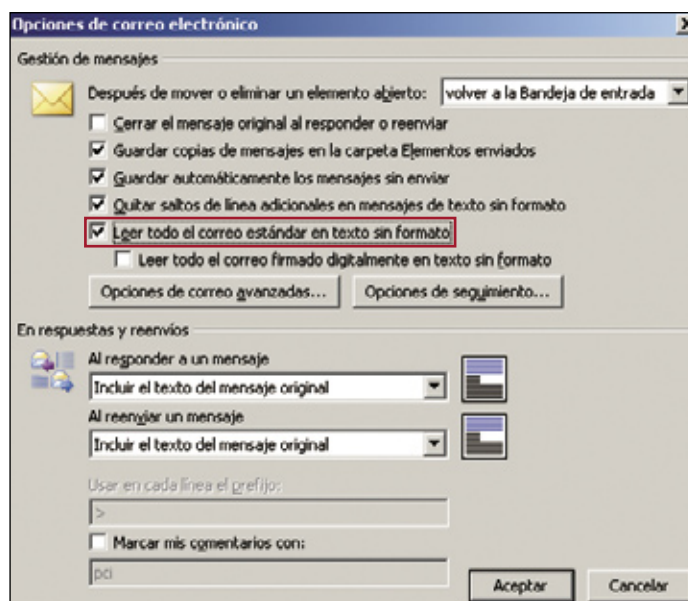 Opciones de correo electrónico
Gestión de mensajes
Después de mover o eliminar un elemento abierto: volver a la Bandeja de entrada
Cerrar el mensaje original al responder o reenviar
Guardar copias de mensajes en la carpeta Elementos enviados
Guardar automáticamente los mensajes sin enviar
Quitar saltos de línea adicionales en mensajes de texto sin formato
Leer todo el correo estándar en texto sin formato
Leer todo el correo firmado digitalmente en texto sin formato
Opciones de correo avanzadas... Opciones de seguimiento...
En respuestas y reenvíos
Al responder a un mensaje
Incluir el texto del mensaje original
Al reenviar un mensaje
Incluir el texto del mensaje original
Usar en cada línea el prefijo:
>
Marcar mis comentarios con:
pci
Aceptar Cancelar